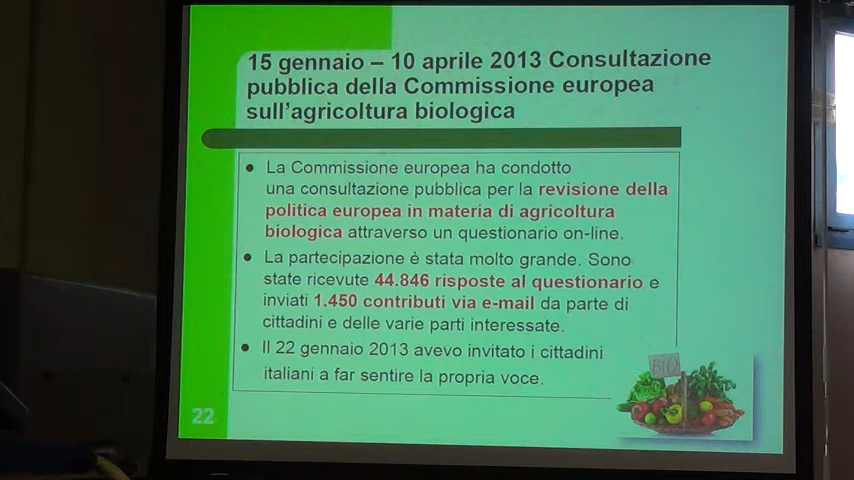 15 gennaio – 10 aprile 2013 Consultazione
pubblica della Commissione europea
sull'agricoltura biologica
● La Commissione europea ha condotto
una consultazione pubblica per la revisione della
politica europea in materia di agricoltura
biologica attraverso un questionario on-line.
● La partecipazione è stata molto grande. Sono
state ricevute 44.846 risposte al questionario e
inviati 1.450 contributi via e-mail da parte di
cittadini e delle varie parti interessate.
● Il 22 gennaio 2013 avevo invitato i cittadini
italiani a far sentire la propria voce.
BIO
22